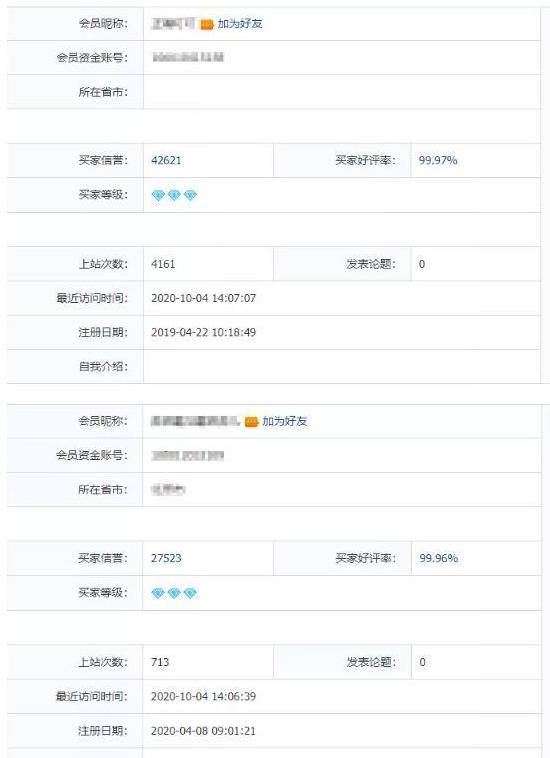 会员昵称： 加为好友
会员资金账号：
所在省市：
买家信誉： 42621 买家好评率： 99.97%
买家等级：
上站次数： 4161 发表论题： 0
最近访问时间： 2020-10-04 14:07:07
注册日期： 2019-04-22 10:18:49
自我介绍：
会员昵称： 加为好友
会员资金账号：
所在省市：
买家信誉： 27523 买家好评率： 99.96%
买家等级：
上站次数： 713 发表论题： 0
最近访问时间： 2020-10-04 14:06:39
注册日期： 2020-04-08 09:01:21